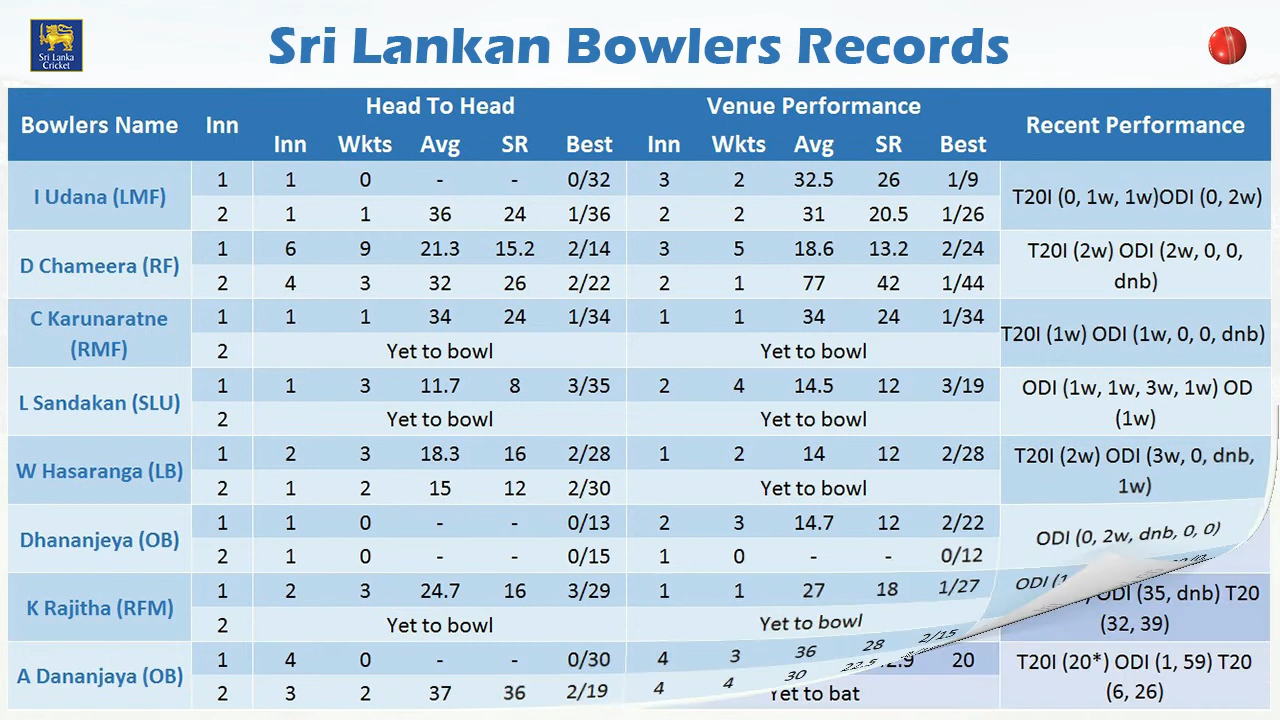 Sri Lanka
Cricket
Sri Lankan Bowlers Records
Bowlers Name Inn Head To Head Venue Performance Recent Performance
Inn Wkts Avg SR Best Inn Wkts Avg SR Best
I Udana (LMF) 1 1 0 - - 0/32 3 2 32.5 26 1/9 T20I (0, 1w, 1w)ODI (0, 2w)
2 1 1 36 24 1/36 2 2 31 20.5 1/26
D Chameera (RF) 1 6 9 21.3 15.2 2/14 3 5 18.6 13.2 2/24 T20I (2w) ODI (2w, 0, 0,
2 4 3 32 26 2/22 2 1 77 42 1/44 dnb)
C Karunaratne 1 1 1 34 24 1/34 1 1 34 24 1/34 T20I (1w) ODI (1w, 0, 0, dnb)
(RMF) 2 Yet to bowl Yet to bowl
L Sandakan (SLU) 1 1 3 11.7 8 3/35 2 4 14.5 12 3/19 ODI (1w, 1w, 3w, 1w) OD
2 Yet to bowl Yet to bowl (1w)
W Hasaranga (LB) 1 2 3 18.3 16 2/28 1 2 14 12 2/28 T20I (2w) ODI (3w, 0, dnb,
2 1 2 15 12 2/30 Yet to bowl 1w)
Dhananjeya (OB) 1 1 0 - - 0/13 2 3 14.7 12 2/22 ODI (0, 2w, dnb, 0, 0)
2 1 0 - - 0/15 1 0 - - 0/12
K Rajitha (RFM) 1 2 3 24.7 16 3/29 1 1 27 18 1/27 ODI (1 ODI (35, dnb) T20
2 Yet to bowl Yet to bowl (32, 39)
A Dananjaya (OB) 1 4 0 - - 0/30 4 3 36 28 2/15 20 T20I (20*) ODI (1, 59) T20
2 3 2 37 36 2/19 4 4 30 22.5 Yet to bat (6, 26)